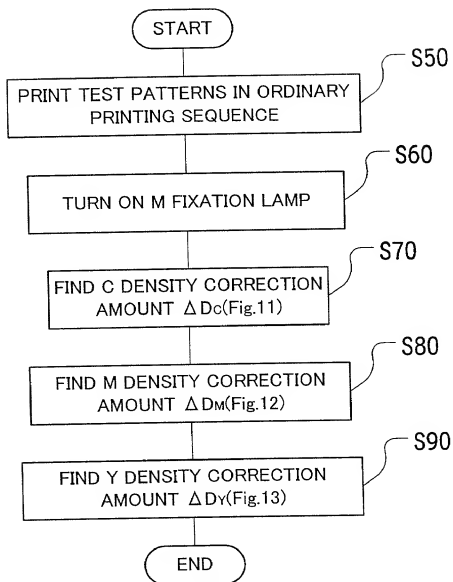 START
S50
PRINT TEST PATTERNS IN ORDINARY
PRINTING SEQUENCE
S60
TURN ON M FIXATION LAMP
S70
FIND C DENSITY CORRECTION
AMOUNT ΔDC(Fig.11)
S80
FIND M DENSITY CORRECTION
AMOUNT ΔDM(Fig.12)
S90
FIND Y DENSITY CORRECTION
AMOUNT ΔDY(Fig.13)
END